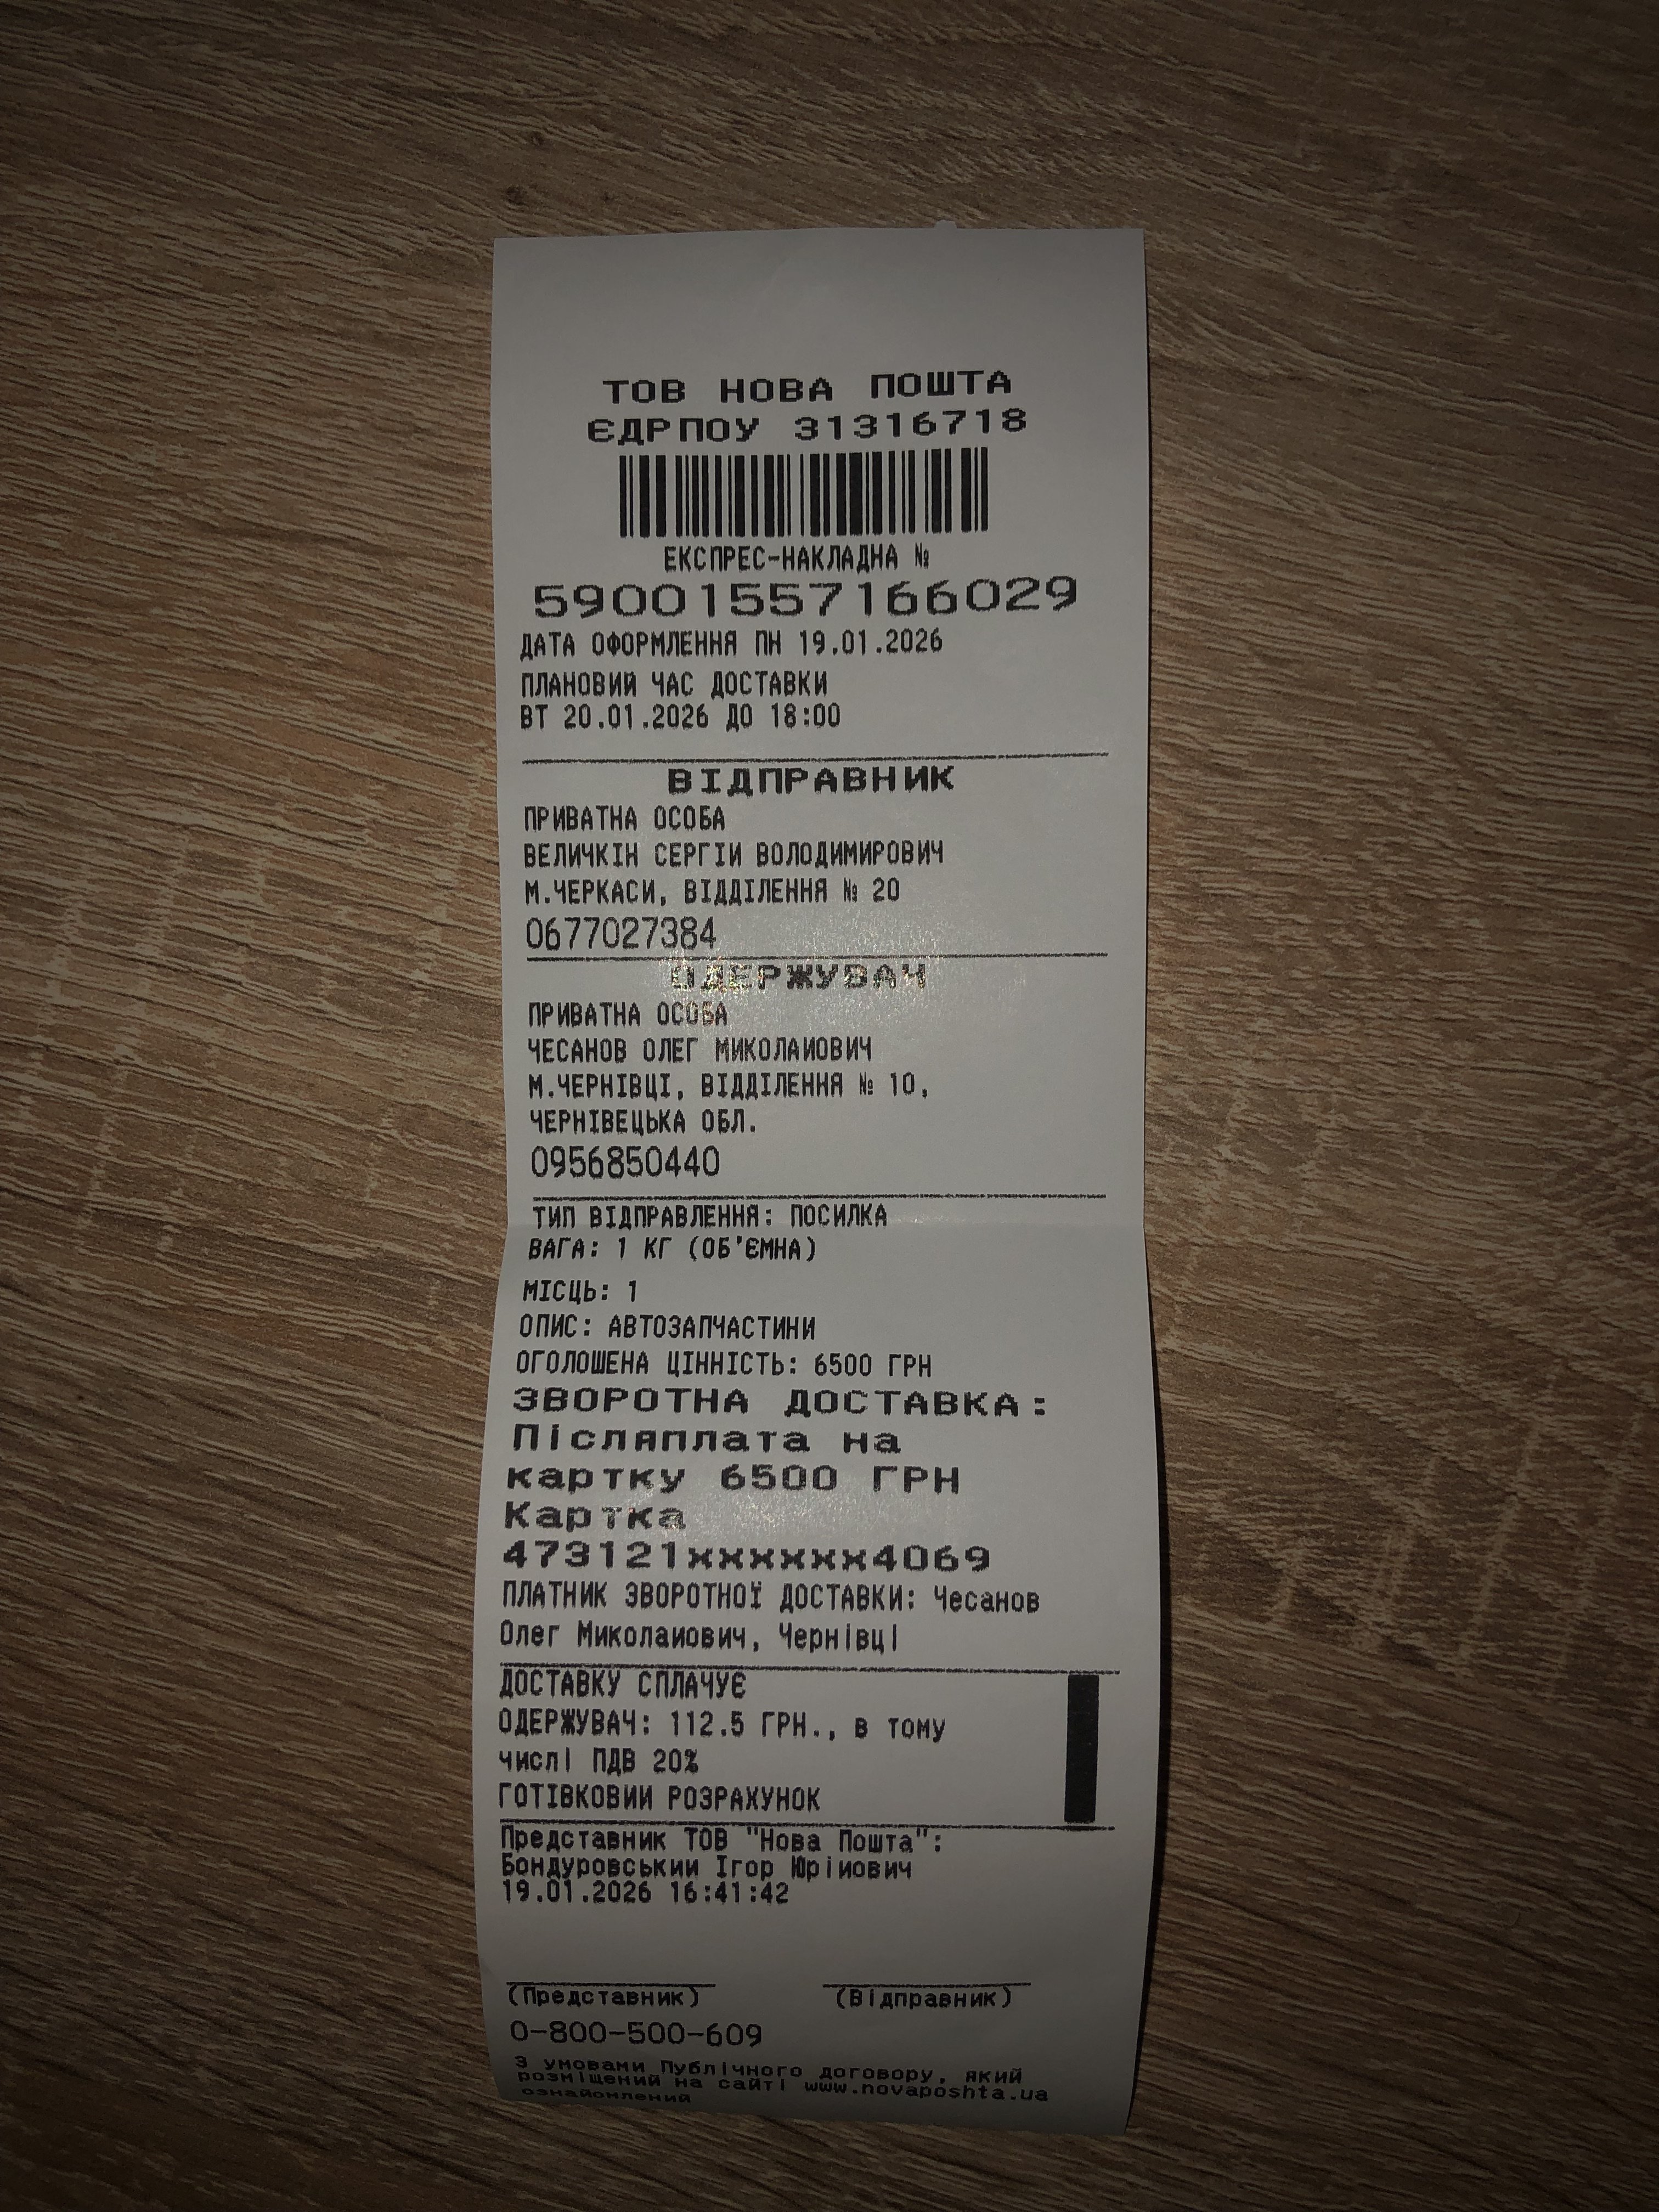 ТОВ НОВА ПОШТА
ЄДРПОУ 31316718
ЕКСПРЕС-НАКЛАДНА №
59001557166029
ДАТА ОФОРМЛЕННЯ ПН 19.01.2026
ПЛАНОВИЙ ЧАС ДОСТАВКИ
ВТ 20.01.2026 ДО 18:00
ВІДПРАВНИК
ПРИВАТНА ОСОБА
ВЕЛИЧКІН СЕРГІЙ ВОЛОДИМИРОВИЧ
М.ЧЕРКАСИ, ВІДДІЛЕННЯ № 20
0677027384
ОДЕРЖУВАЧ
ПРИВАТНА ОСОБА
ЧЕСАНОВ ОЛЕГ МИКОЛАЙОВИЧ
М.ЧЕРНІВЦІ, ВІДДІЛЕННЯ № 10,
ЧЕРНІВЕЦЬКА ОБЛ.
0956850440
ТИП ВІДПРАВЛЕННЯ: ПОСИЛКА
ВАГА: 1 КГ (ОБ'ЄМНА)
МІСЦЬ: 1
ОПИС: АВТОЗАПЧАСТИНИ
ОГОЛОШЕНА ЦІННІСТЬ: 6500 ГРН
ЗВОРОТНА ДОСТАВКА:
Післяплата на
картку 6500 ГРН
Картка
473121xxxxxx4069
ПЛАТНИК ЗВОРОТНОЇ ДОСТАВКИ: Чесанов
Олег Миколайович, Чернівці
ДОСТАВКУ СПЛАЧУЄ
ОДЕРЖУВАЧ: 112.5 ГРН., в тому
числі ПДВ 20%
ГОТІВКОВИЙ РОЗРАХУНОК
Представник ТОВ "Нова Пошта":
Бондуровський Ігор Юрійович
19.01.2026 16:41:42
(Представник) (Відправник)
0-800-500-609
З умовами Публічного договору, який
розміщений на сайті www.novaposhta.ua
ознайомлений